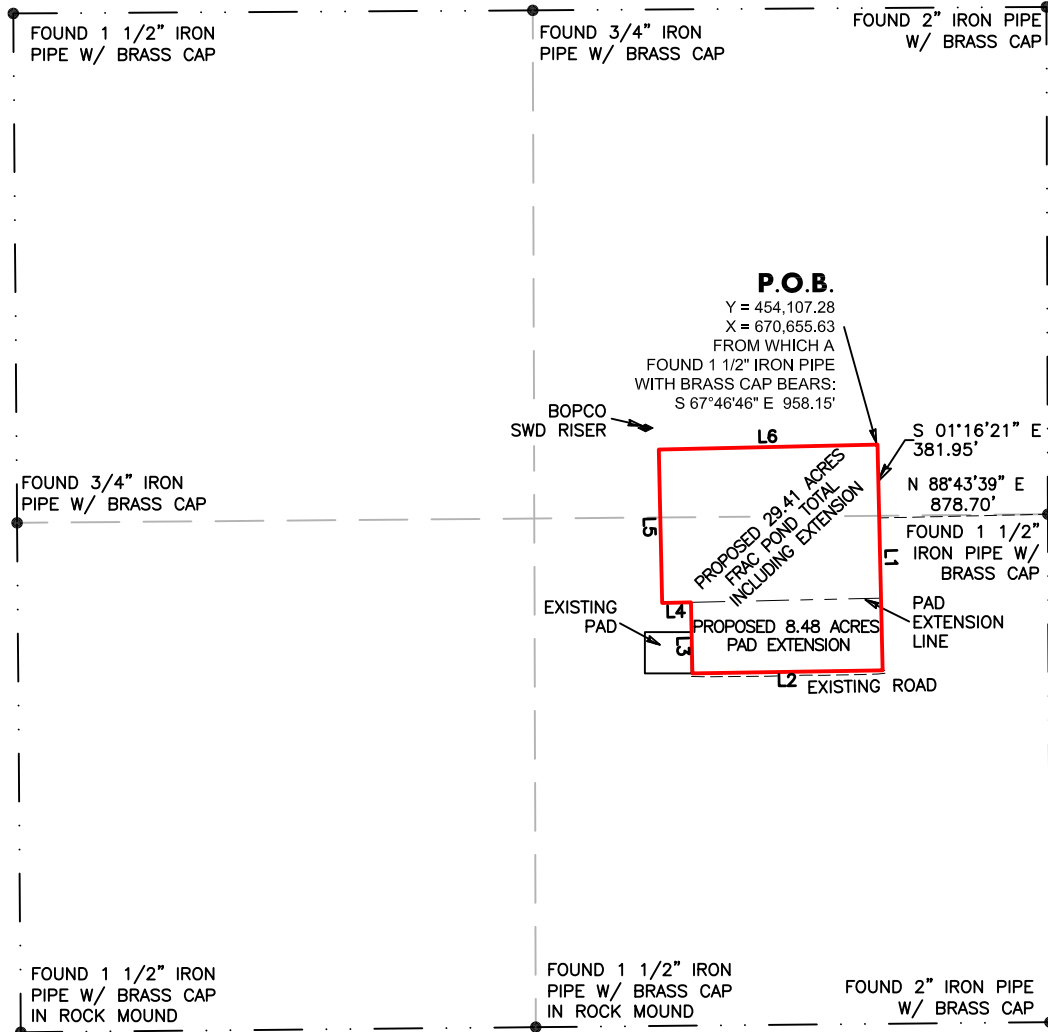 FOUND 1 1/2" IRON
PIPE W/ BRASS CAP
FOUND 3/4" IRON
PIPE W/ BRASS CAP
FOUND 2" IRON PIPE
W/ BRASS CAP
P.O.B.
Y = 454,107.28
X = 670,655.63
FROM WHICH A
FOUND 1 1/2" IRON PIPE
WITH BRASS CAP BEARS:
S 67°46'46" E 958.15'
BOPCO
SWD RISER
L6
S 01°16'21" E
381.95'
N 88°43'39" E
878.70'
FOUND 3/4" IRON
PIPE W/ BRASS CAP
L5
PROPOSED 29.41 ACRES
FRAC POND TOTAL
INCLUDING EXTENSION
L1
FOUND 1 1/2"
IRON PIPE W/
BRASS CAP
EXISTING
PAD
L4
L3
PROPOSED 8.48 ACRES
PAD EXTENSION
PAD
EXTENSION
LINE
L2
EXISTING ROAD
FOUND 1 1/2" IRON
PIPE W/ BRASS CAP
IN ROCK MOUND
FOUND 1 1/2" IRON
PIPE W/ BRASS CAP
IN ROCK MOUND
FOUND 2" IRON PIPE
W/ BRASS CAP